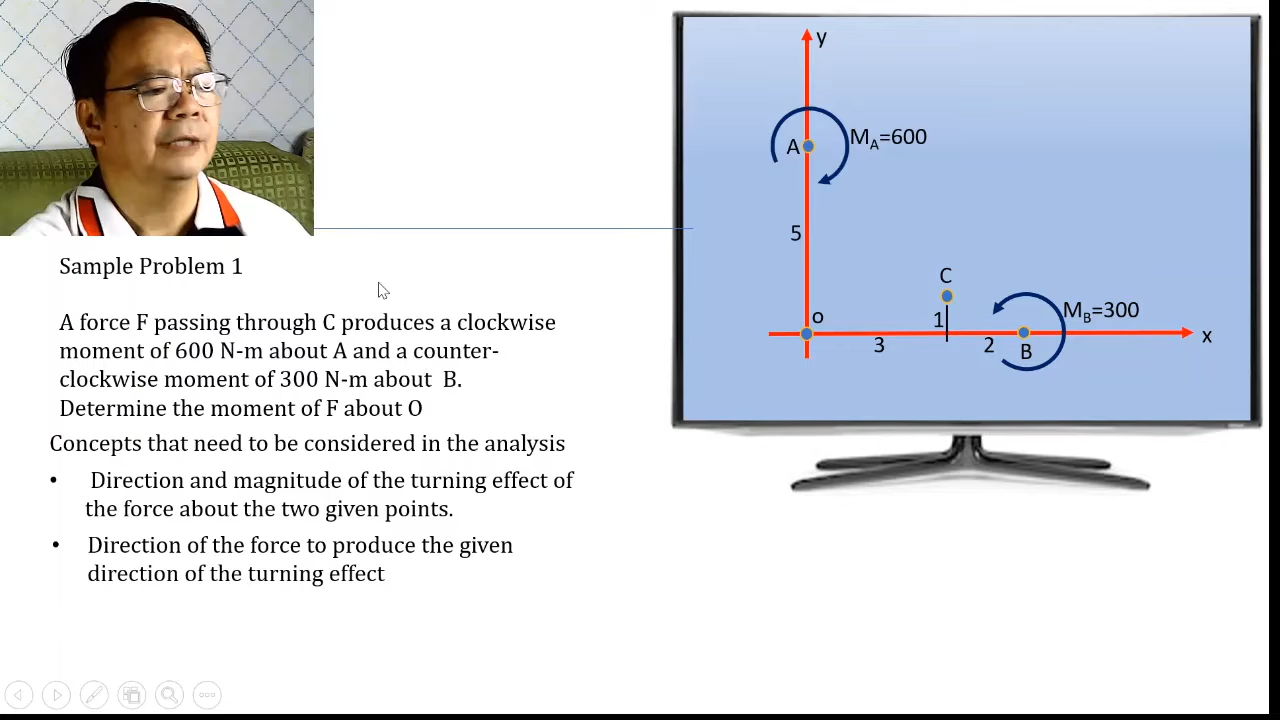 Sample Problem 1
A force F passing through C produces a clockwise
moment of 600 N-m about A and a counter-
clockwise moment of 300 N-m about B.
Determine the moment of F about O
Concepts that need to be considered in the analysis
• Direction and magnitude of the turning effect of
the force about the two given points.
• Direction of the force to produce the given
direction of the turning effect
y
A
M_A=600
5
C
o
1
M_B=300
3
2
B
x